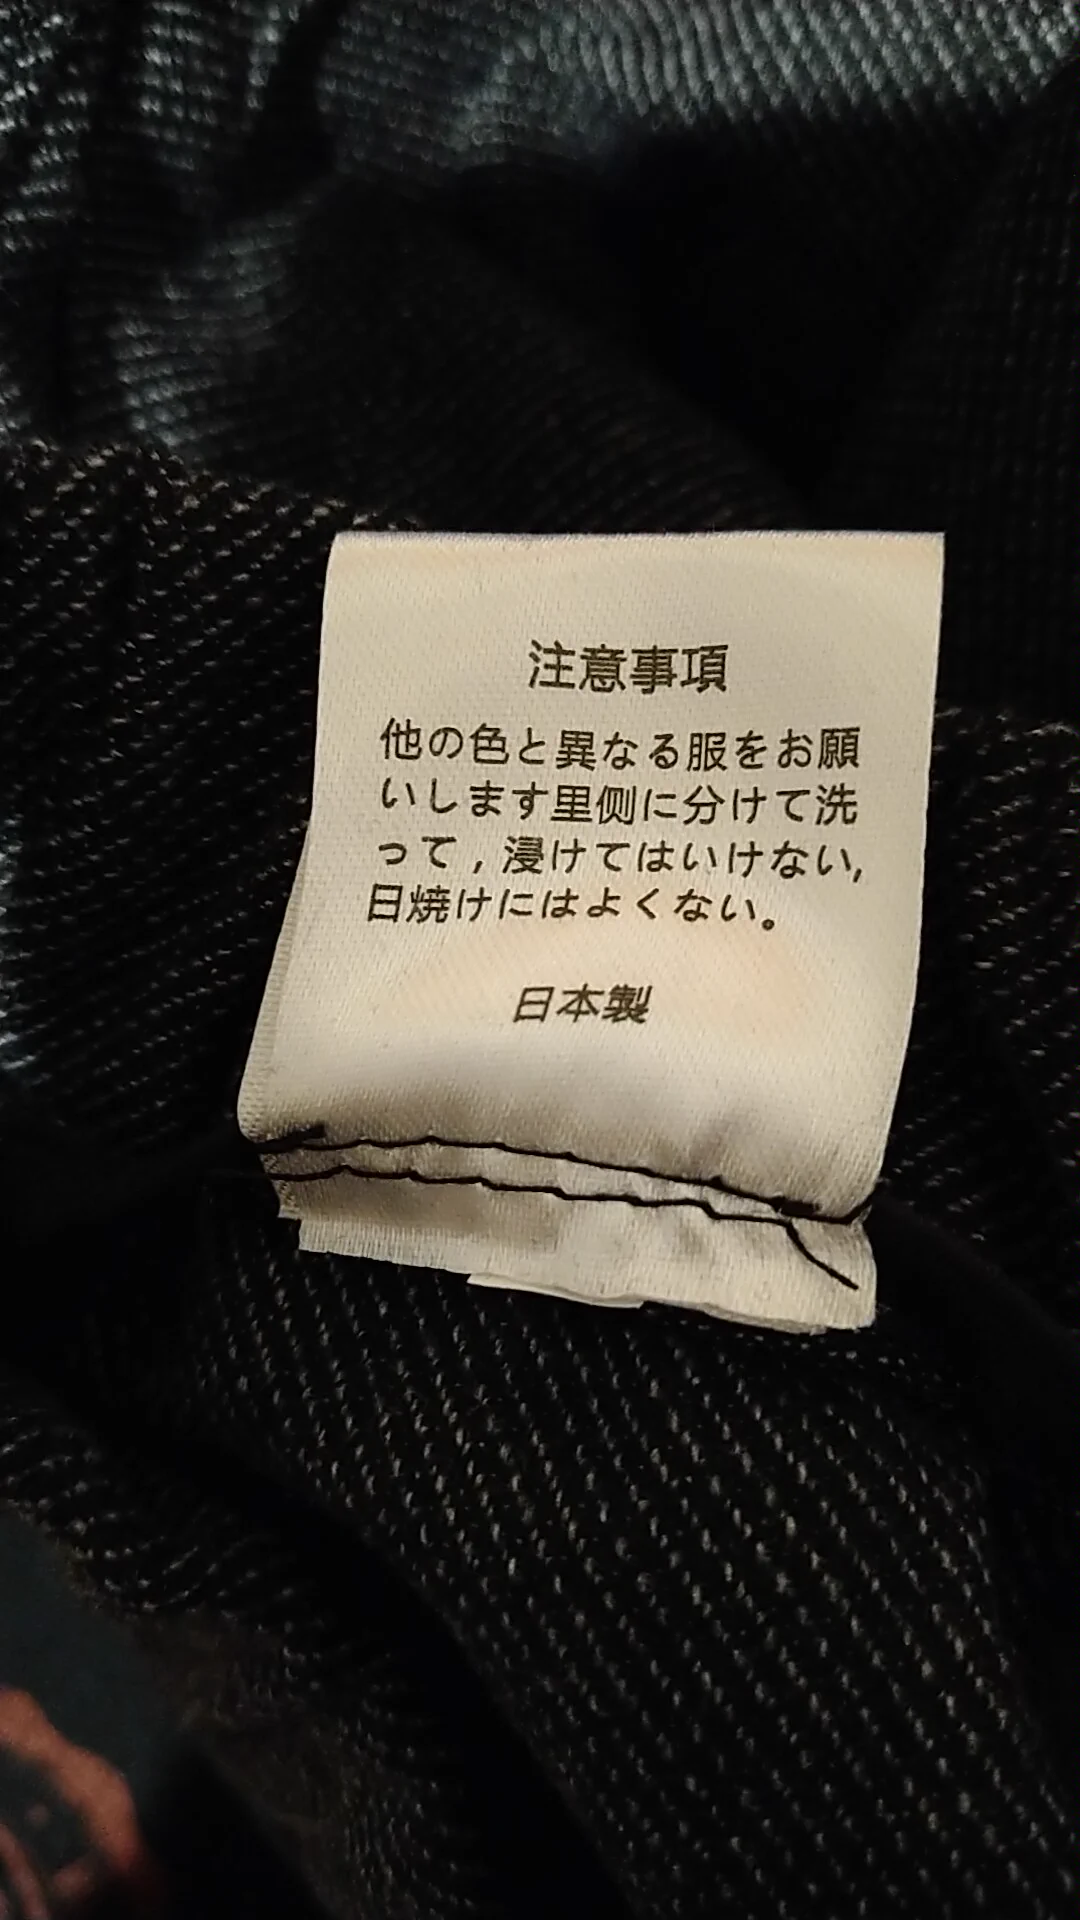 注意事項
他の色と異なる服をお願
いします里侧に分けて洗
って,浸けてはいけない,
日焼けにはよくない。
日本製